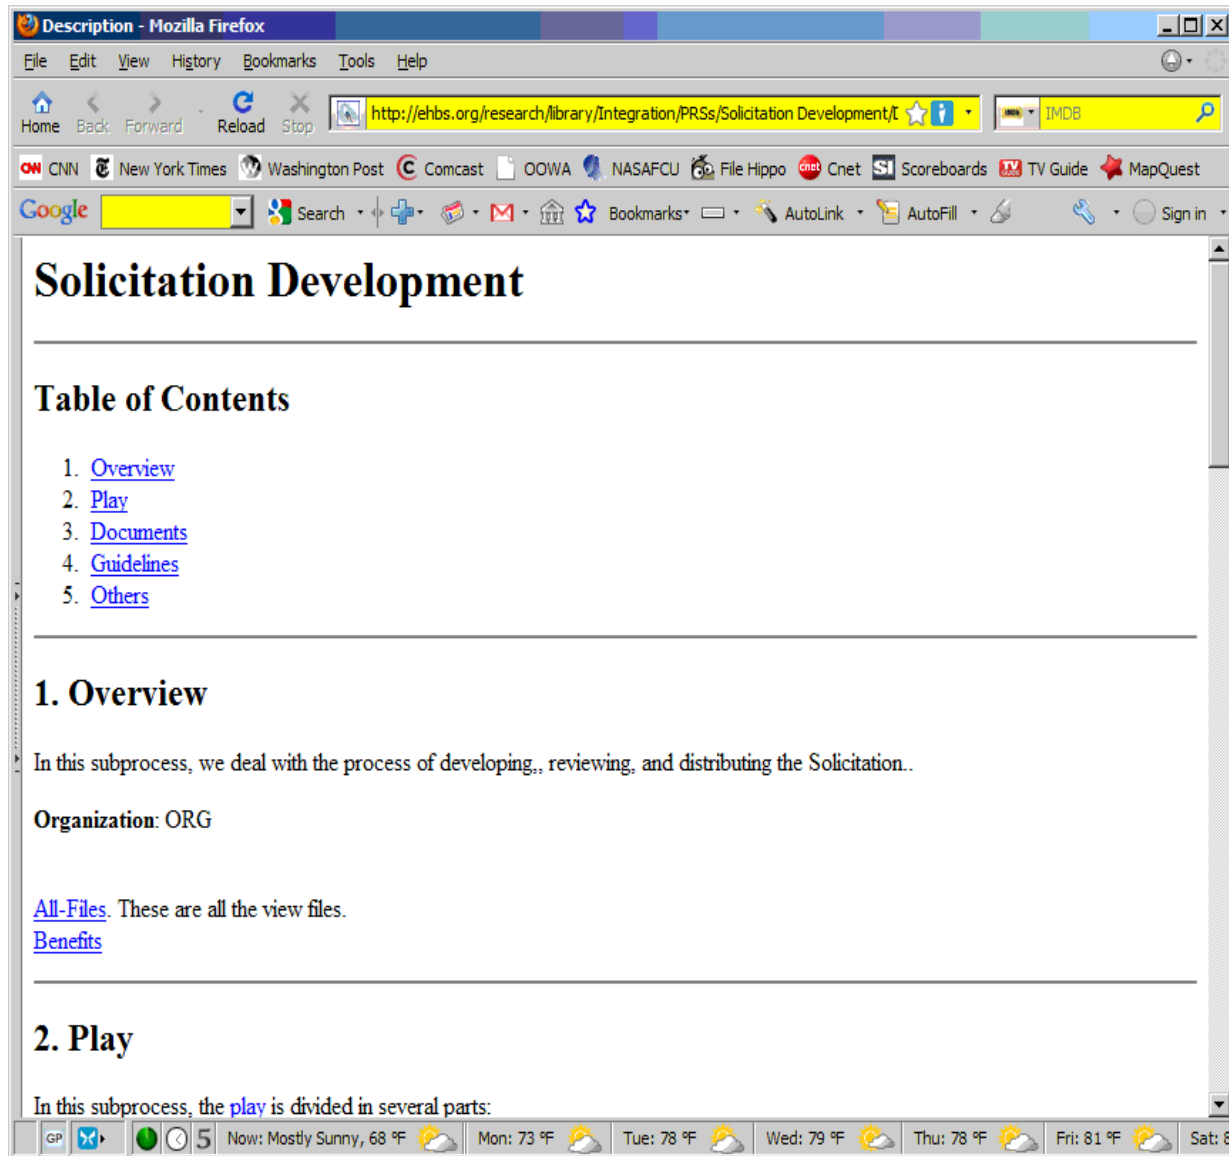 Description - Mozilla Firefox
File Edit View History Bookmarks Tools Help
Home Back Forward Reload Stop http://ehbs.org/research/library/Integration/PRSs/Solicitation Development/D IMDB
CNN New York Times Washington Post Comcast OOWA NASAFCU File Hippo cnet Cnet SI Scoreboards TV Guide MapQuest
Google Search Bookmarks AutoLink AutoFill Sign in
Solicitation Development
Table of Contents
1. Overview
2. Play
3. Documents
4. Guidelines
5. Others
1. Overview
In this subprocess, we deal with the process of developing,, reviewing, and distributing the Solicitation..
Organization: ORG
All-Files. These are all the view files.
Benefits
2. Play
In this subprocess, the play is divided in several parts:
GP 5 Now: Mostly Sunny, 68 °F Mon: 73 °F Tue: 78 °F Wed: 79 °F Thu: 78 °F Fri: 81 °F Sat: 8